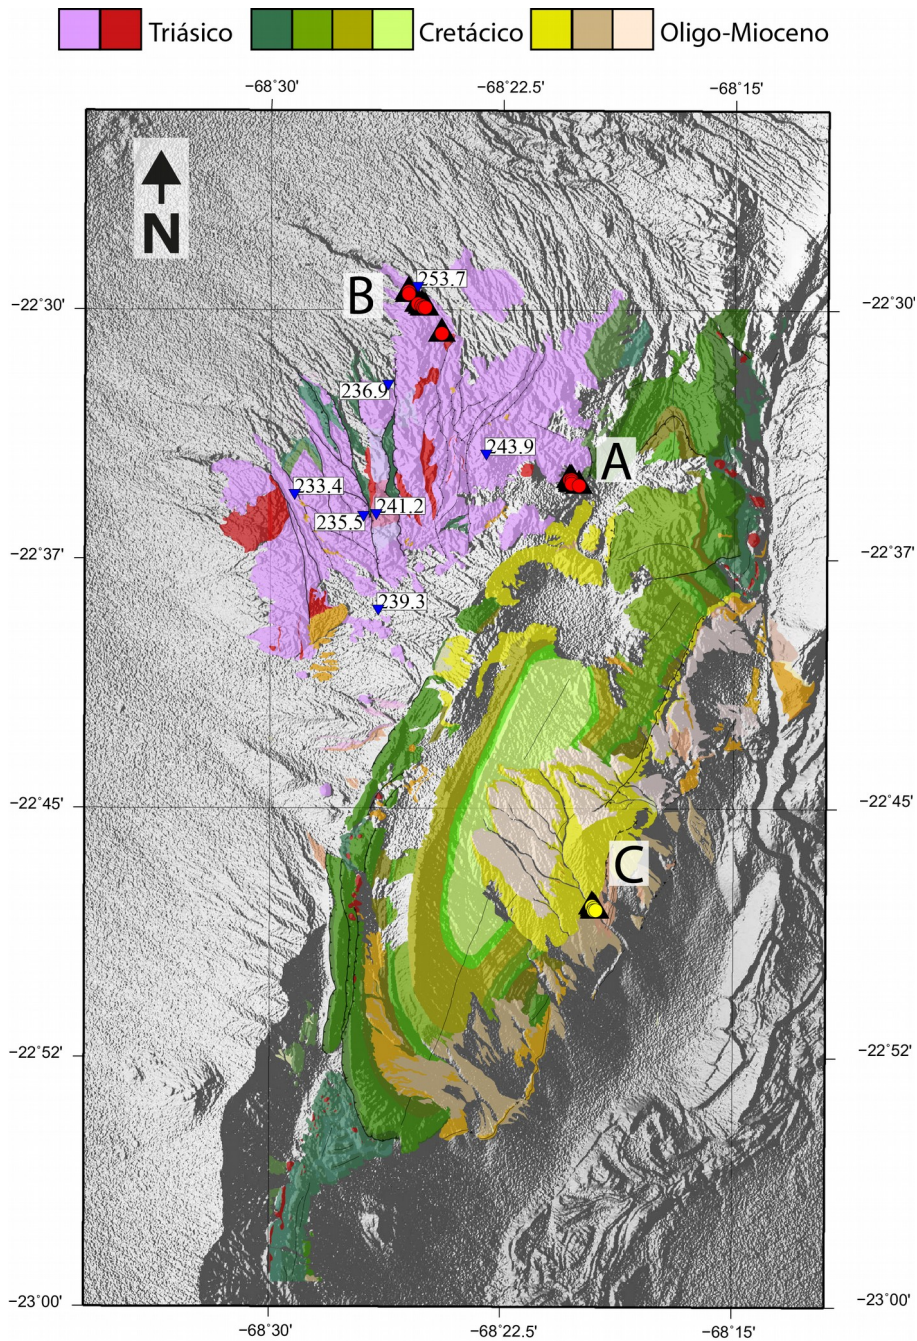 Triásico Cretácico Oligo-Mioceno
−68˚30' −68˚22.5' −68˚15'
N
253.7
B
−22˚30' −22˚30'
236.9
243.9
A
233.4
241.2
235.5
−22˚37' −22˚37'
239.3
−22˚45' −22˚45'
C
−22˚52' −22˚52'
−23˚00' −23˚00'
−68˚30' −68˚22.5' −68˚15'